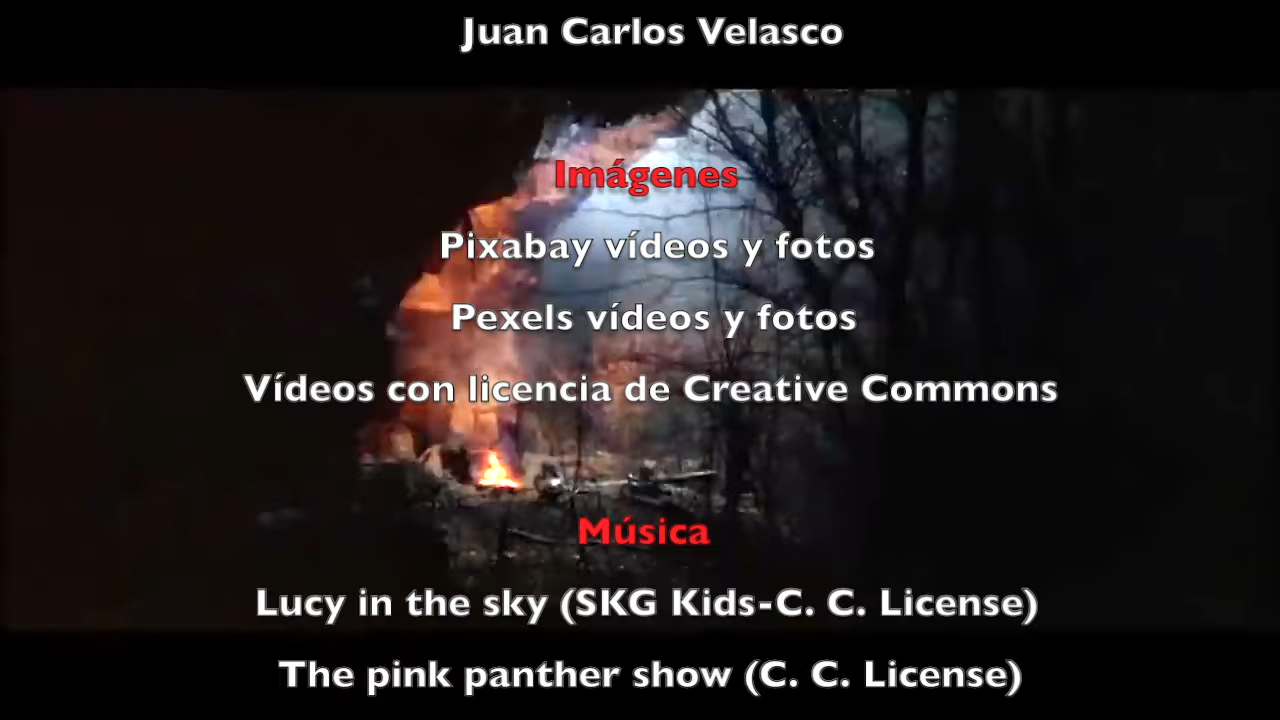 Juan Carlos Velasco
Imágenes
Pixabay vídeos y fotos
Pexels vídeos y fotos
Vídeos con licencia de Creative Commons
Música
Lucy in the sky (SKG Kids-C. C. License)
The pink panther show (C. C. License)